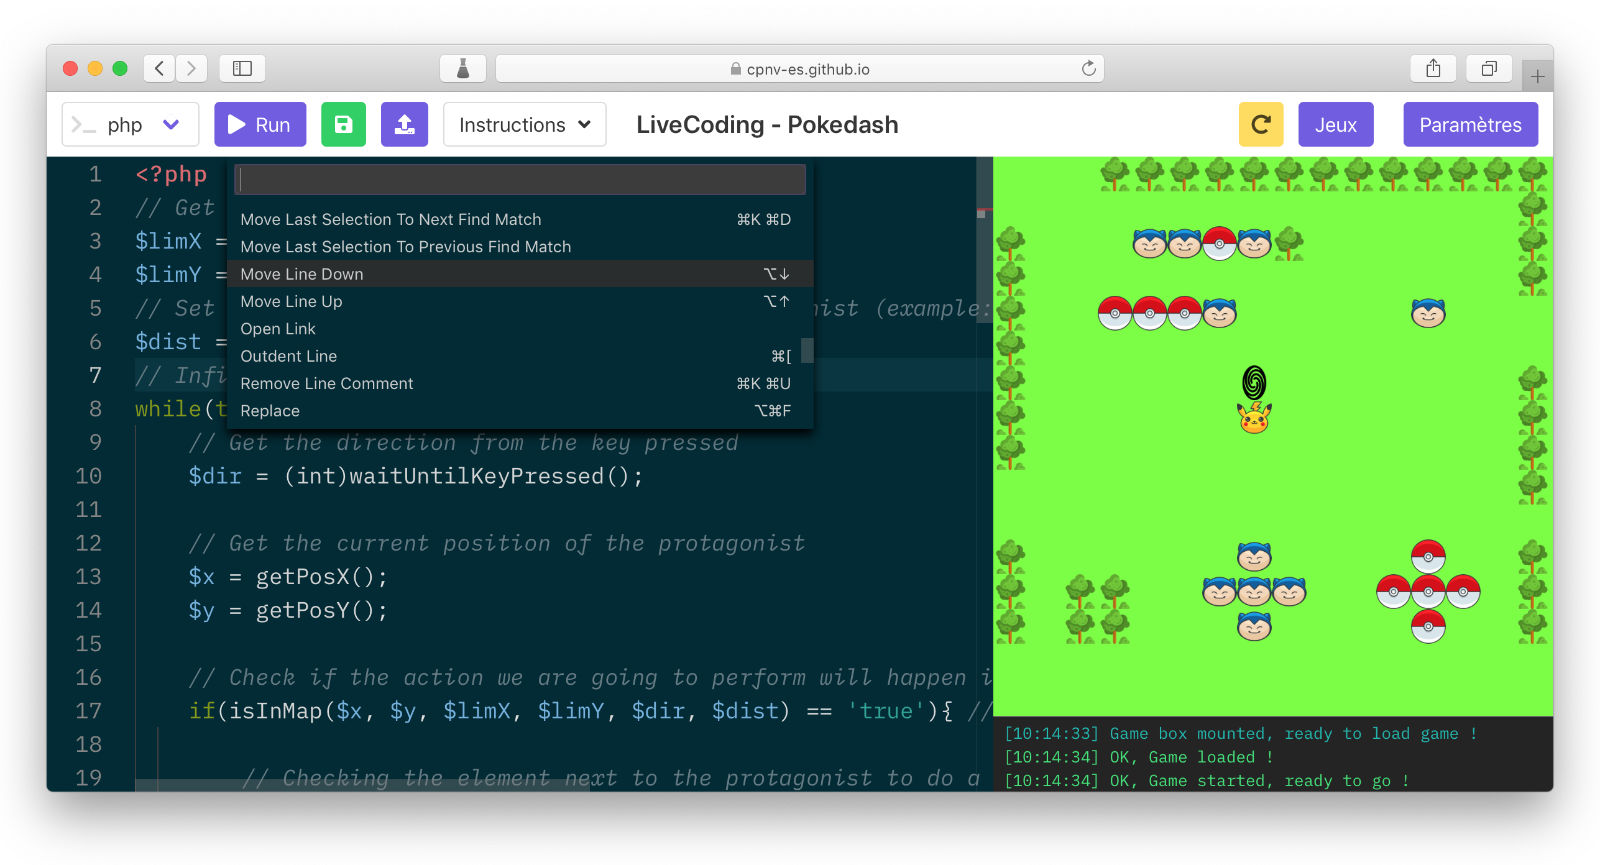 cpnv-es.github.io
php
Run
Instructions
LiveCoding - Pokedash
Jeux
Paramètres
1 <?php
2 // Get
3 $limX =
4 $limY =
5 // Set nist (example:
6 $dist =
7 // Infi
8 while(t
Move Last Selection To Next Find Match ⌘K ⌘D
Move Last Selection To Previous Find Match
Move Line Down ⌥↓
Move Line Up ⌥↑
Open Link
Outdent Line ⌘[
Remove Line Comment ⌘K ⌘U
Replace ⌥⌘F
9 // Get the direction from the key pressed
10 $dir = (int)waitUntilKeyPressed();
11
12 // Get the current position of the protagonist
13 $x = getPosX();
14 $y = getPosY();
15
16 // Check if the action we are going to perform will happen i
17 if(isInMap($x, $y, $limX, $limY, $dir, $dist) == 'true'){ //
18
19 // Checking the element next to the protagonist to do a
[10:14:33] Game box mounted, ready to load game !
[10:14:34] OK, Game loaded !
[10:14:34] OK, Game started, ready to go !